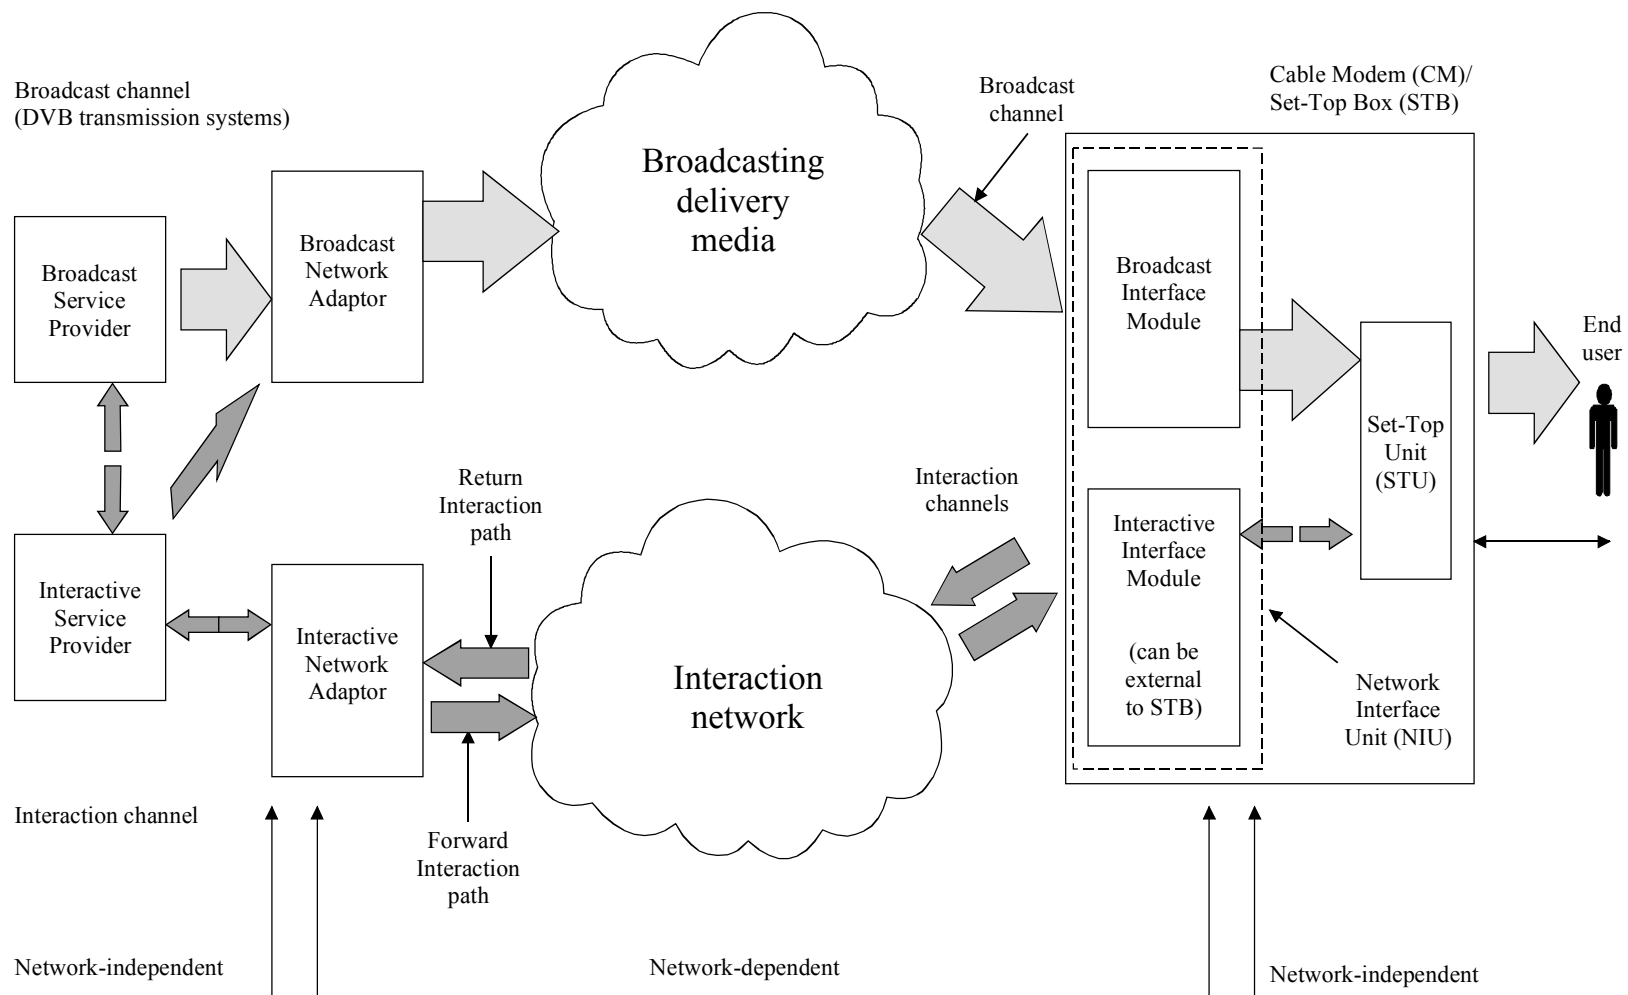 Broadcast channel
(DVB transmission systems)
Broadcast
Service
Provider
Broadcast
Network
Adaptor
Broadcasting
delivery
media
Broadcast
channel
Cable Modem (CM)/
Set-Top Box (STB)
Broadcast
Interface
Module
Set-Top
Unit
(STU)
End
user
Interactive
Service
Provider
Interactive
Network
Adaptor
Return
Interaction
path
Interaction
network
Interaction
channels
Interactive
Interface
Module
(can be
external
to STB)
Network
Interface
Unit (NIU)
Interaction channel
Forward
Interaction
path
Network-independent
Network-dependent
Network-independent